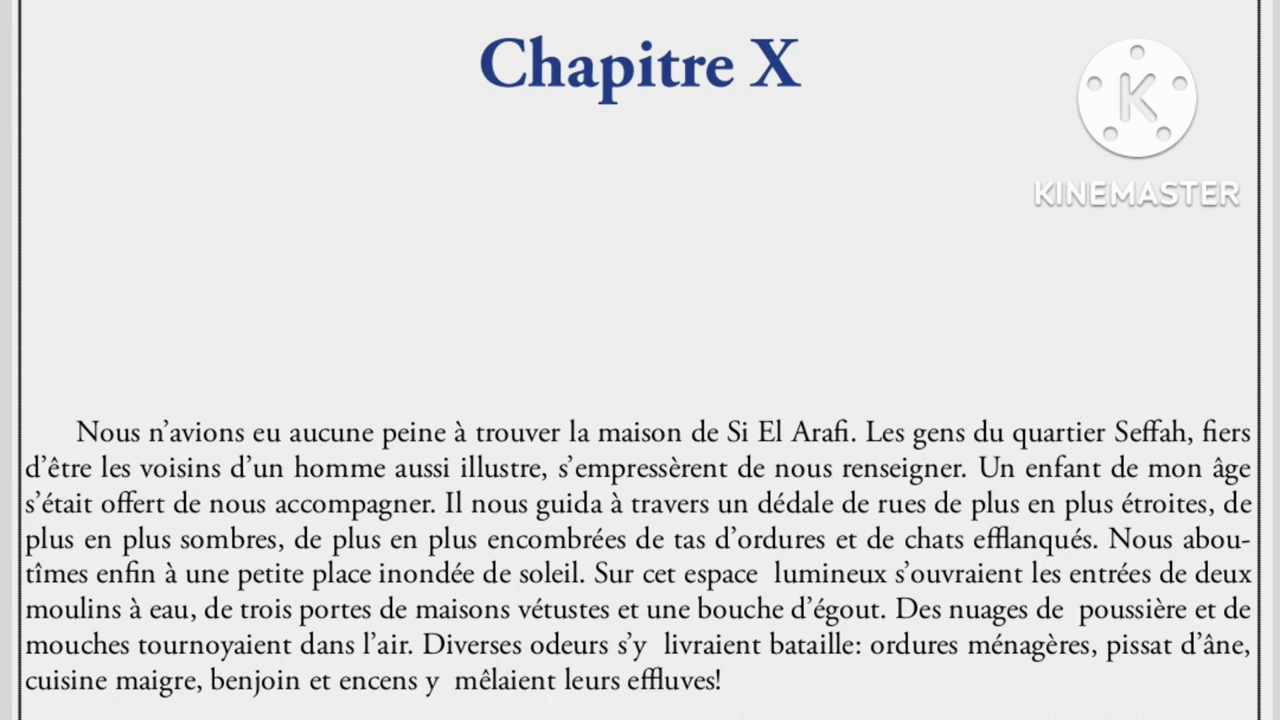 Chapitre X
K
KINEMASTER
Nous n’avions eu aucune peine à trouver la maison de Si El Arafi. Les gens du quartier Seffah, fiers
d’être les voisins d’un homme aussi illustre, s’empressèrent de nous renseigner. Un enfant de mon âge
s’était offert de nous accompagner. Il nous guida à travers un dédale de rues de plus en plus étroites, de
plus en plus sombres, de plus en plus encombrées de tas d’ordures et de chats efflanqués. Nous abou-
tîmes enfin à une petite place inondée de soleil. Sur cet espace lumineux s’ouvraient les entrées de deux
moulins à eau, de trois portes de maisons vétustes et une bouche d’égout. Des nuages de poussière et de
mouches tournoyaient dans l’air. Diverses odeurs s’y livraient bataille: ordures ménagères, pissat d’âne,
cuisine maigre, benjoin et encens y mêlaient leurs effluves!